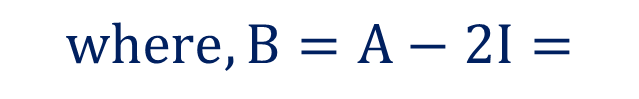 where, B = A − 2I =